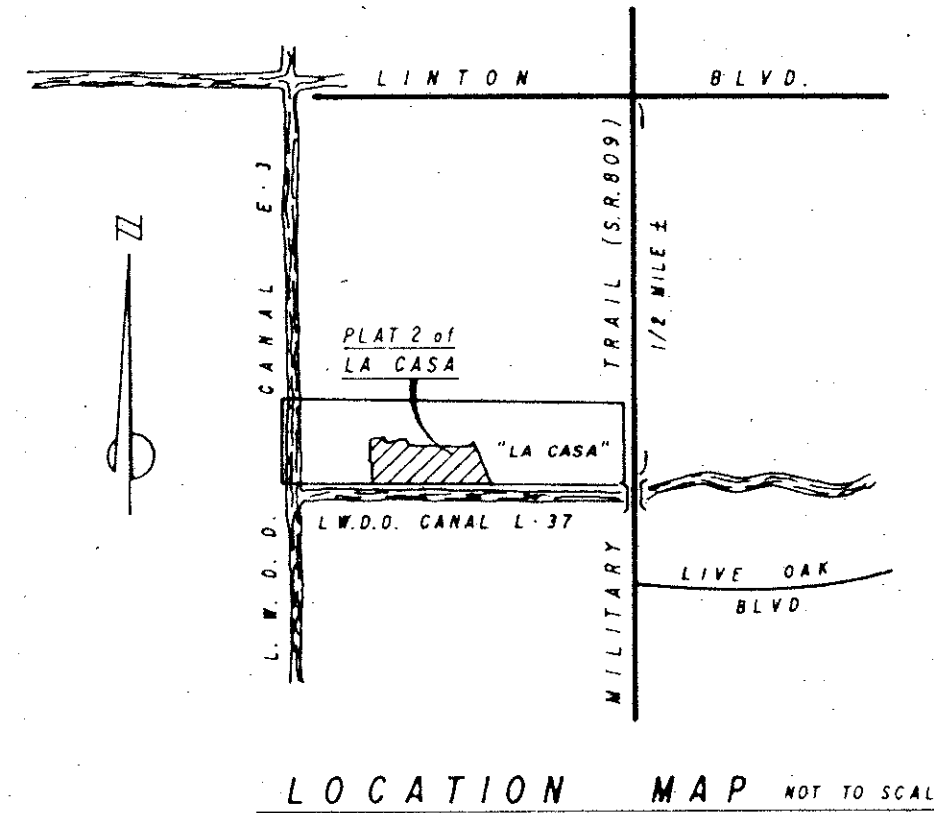 LINTON BLVD.
N
L.W.D.D. CANAL E-3
MILITARY TRAIL (S.R.809)
1/2 MILE ±
PLAT 2 of
LA CASA
"LA CASA"
L.W.D.D. CANAL L-37
LIVE OAK
BLVD.
LOCATION MAP NOT TO SCAL